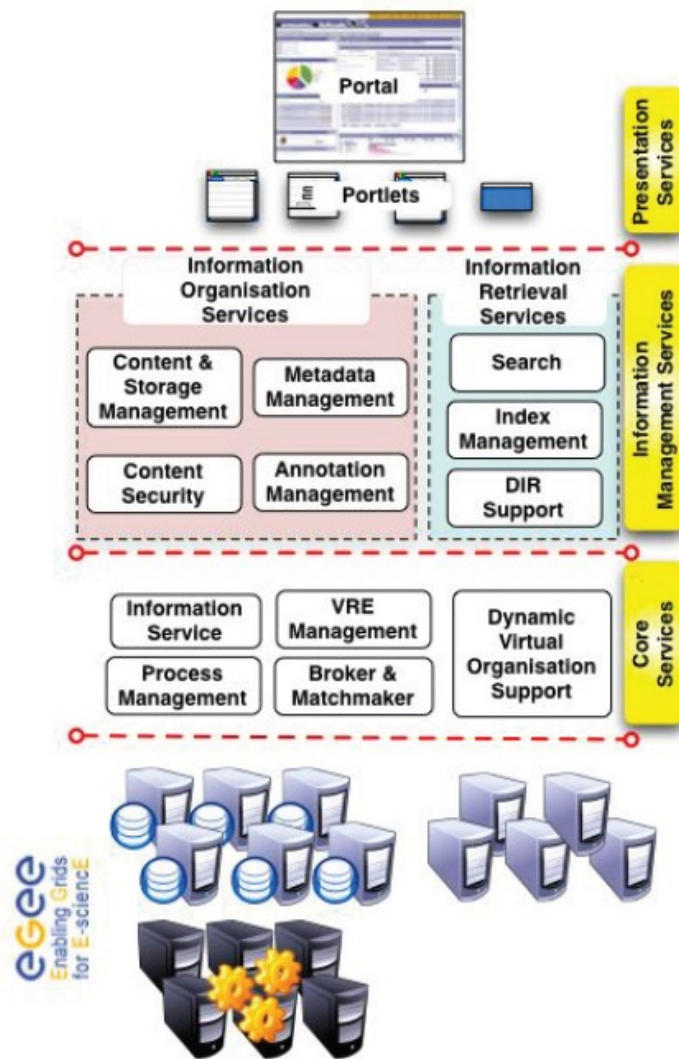 Portal
Portlets
Presentation
Services
Information
Organisation
Services
Information
Retrieval
Services
Content &
Storage
Management
Metadata
Management
Content
Security
Annotation
Management
Search
Index
Management
DIR
Support
Information
Management Services
Information
Service
VRE
Management
Process
Management
Broker &
Matchmaker
Dynamic
Virtual
Organisation
Support
Core
Services
eGee
Enabling Grids
for E-sciencE